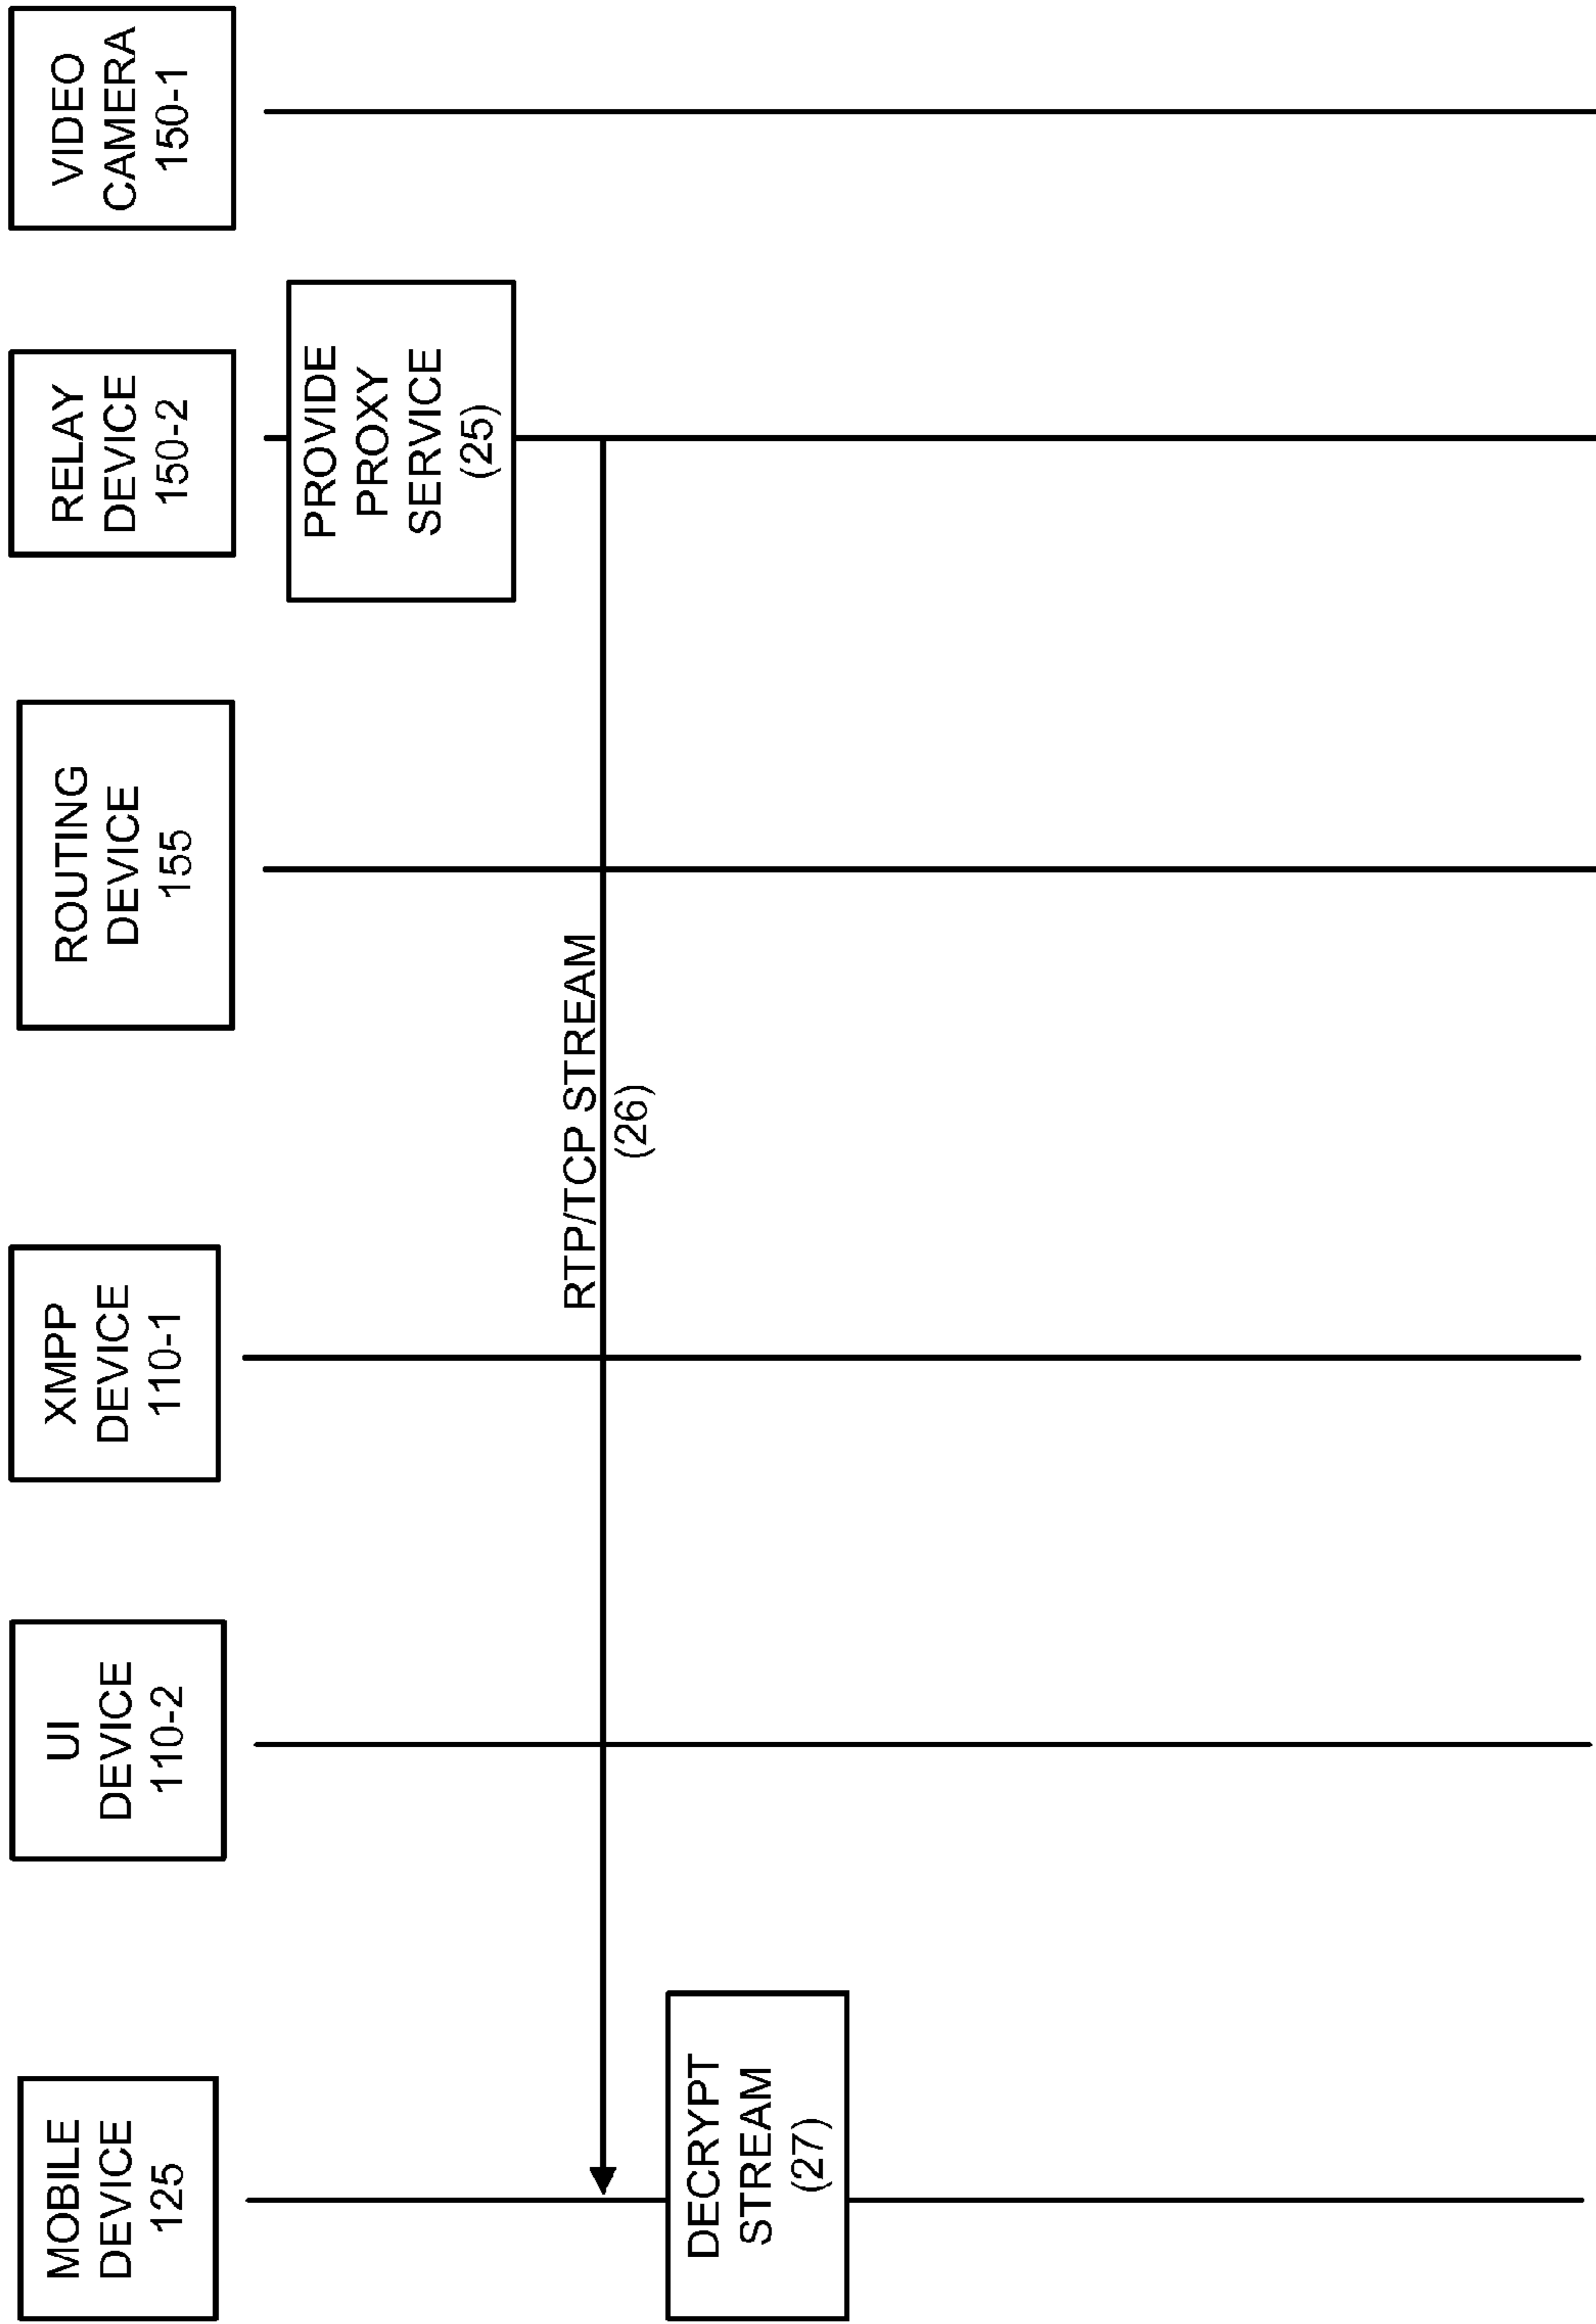 MOBILE
DEVICE
125
UI
DEVICE
110-2
XMPP
DEVICE
110-1
ROUTING
DEVICE
155
RELAY
DEVICE
150-2
VIDEO
CAMERA
150-1
PROVIDE
PROXY
SERVICE
(25)
RTP/TCP STREAM
(26)
DECRYPT
STREAM
(27)